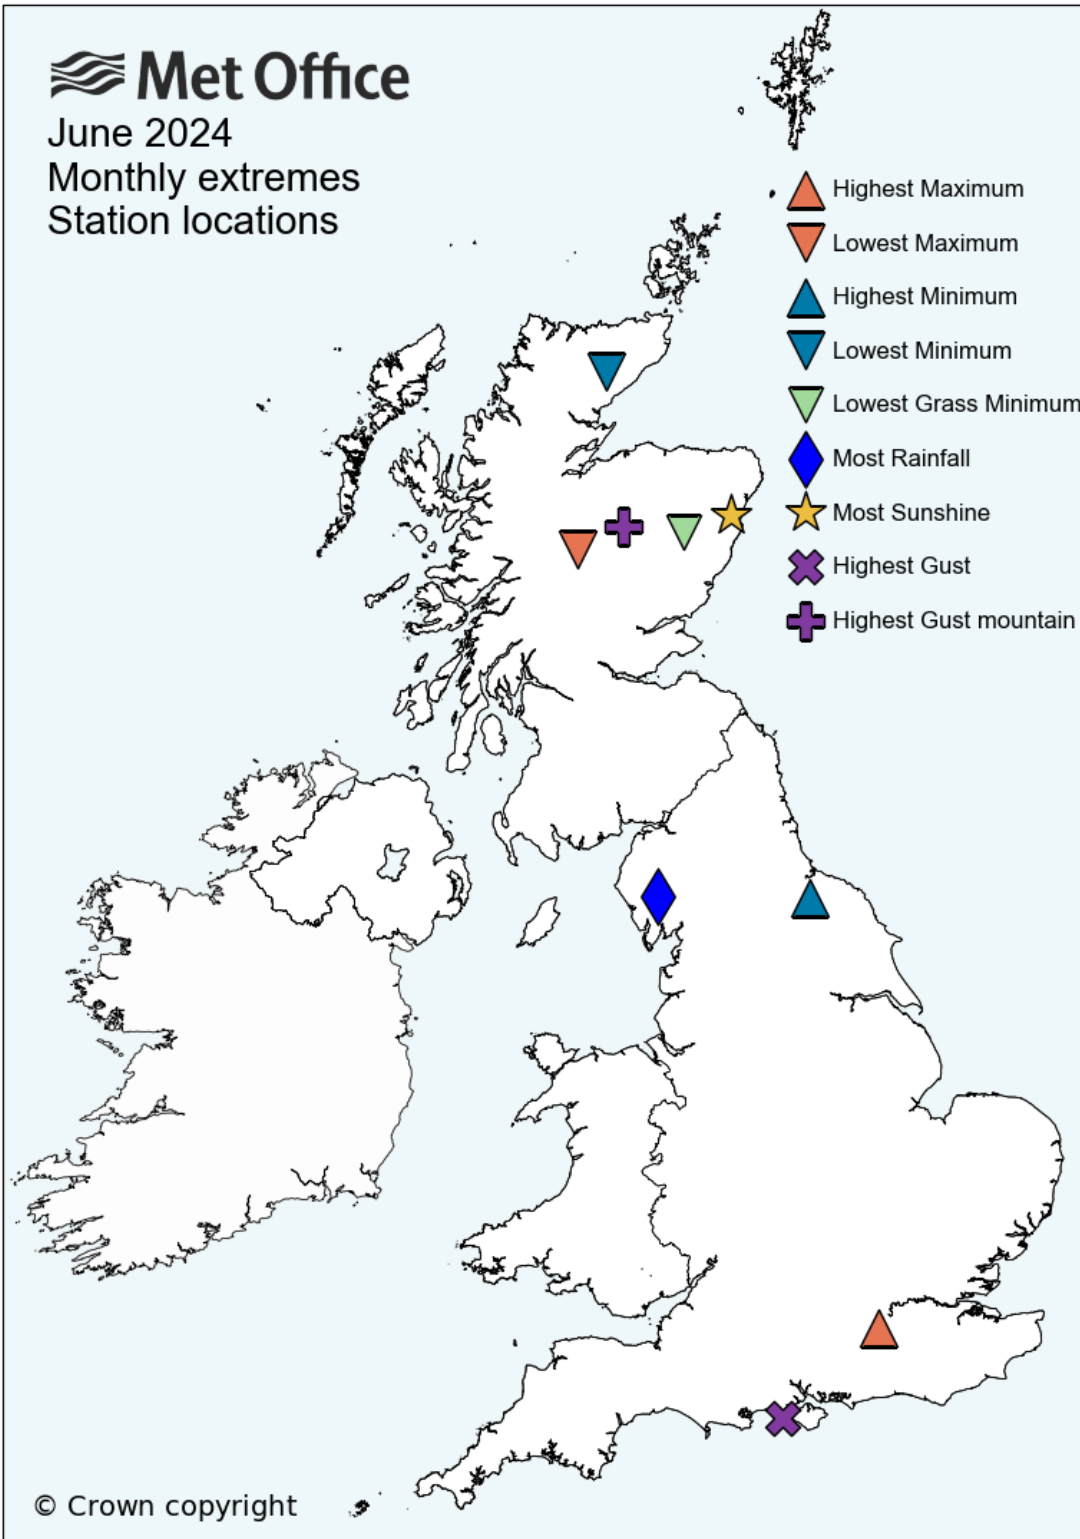 Met Office
June 2024
Monthly extremes
Station locations
Highest Maximum
Lowest Maximum
Highest Minimum
Lowest Minimum
Lowest Grass Minimum
Most Rainfall
Most Sunshine
Highest Gust
Highest Gust mountain
© Crown copyright